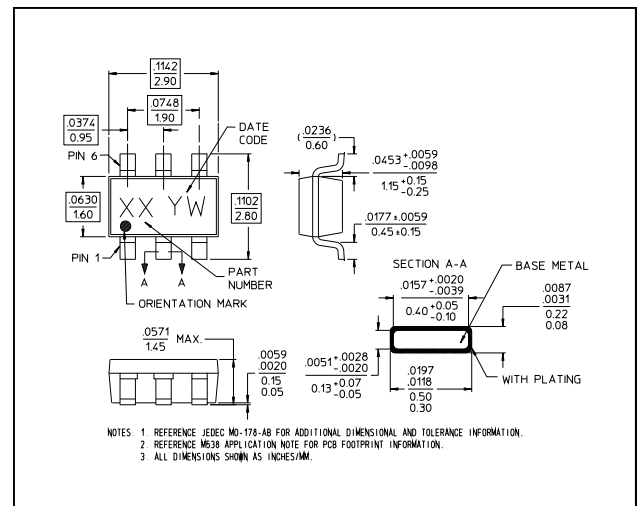 .1142
2.90
.0748
1.90
.0374
0.95
DATE
CODE
PIN 6
XX YW
.0630
1.60
.1102
2.80
PIN 1
A A
PART
NUMBER
ORIENTATION MARK
( .0236
0.60 )
.0453 +.0059
-.0098
1.15 +0.15
-0.25
.0177 ±.0059
0.45 ±0.15
SECTION A-A
BASE METAL
.0157 +.0020
-.0039
0.40 +0.05
-0.10
.0087
.0031
0.22
0.08
.0571
1.45 MAX.
.0059
.0020
0.15
0.05
.0051 +.0028
-.0020
0.13 +0.07
-0.05
.0197
.0118
0.50
0.30
WITH PLATING
NOTES: 1. REFERENCE JEDEC MO-178-AB FOR ADDITIONAL DIMENSIONAL AND TOLERANCE INFORMATION.
2. REFERENCE M538 APPLICATION NOTE FOR PCB FOOTPRINT INFORMATION.
3. ALL DIMENSIONS SHOWN AS INCHES/MM.